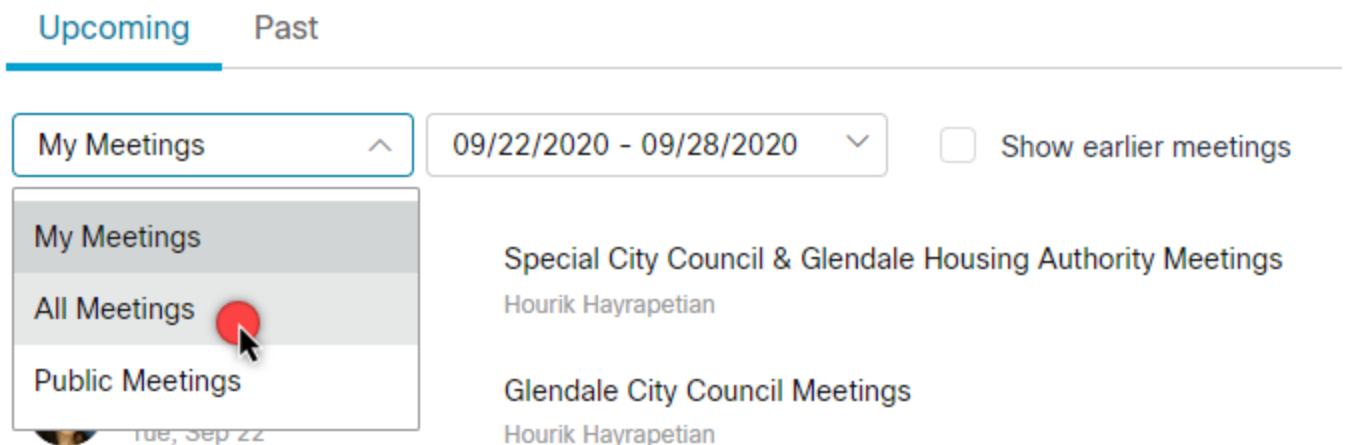 Upcoming Past
My Meetings 09/22/2020 - 09/28/2020 Show earlier meetings
My Meetings
All Meetings
Public Meetings
Special City Council & Glendale Housing Authority Meetings
Hourik Hayrapetian
Glendale City Council Meetings
Tue, Sep 22
Hourik Hayrapetian